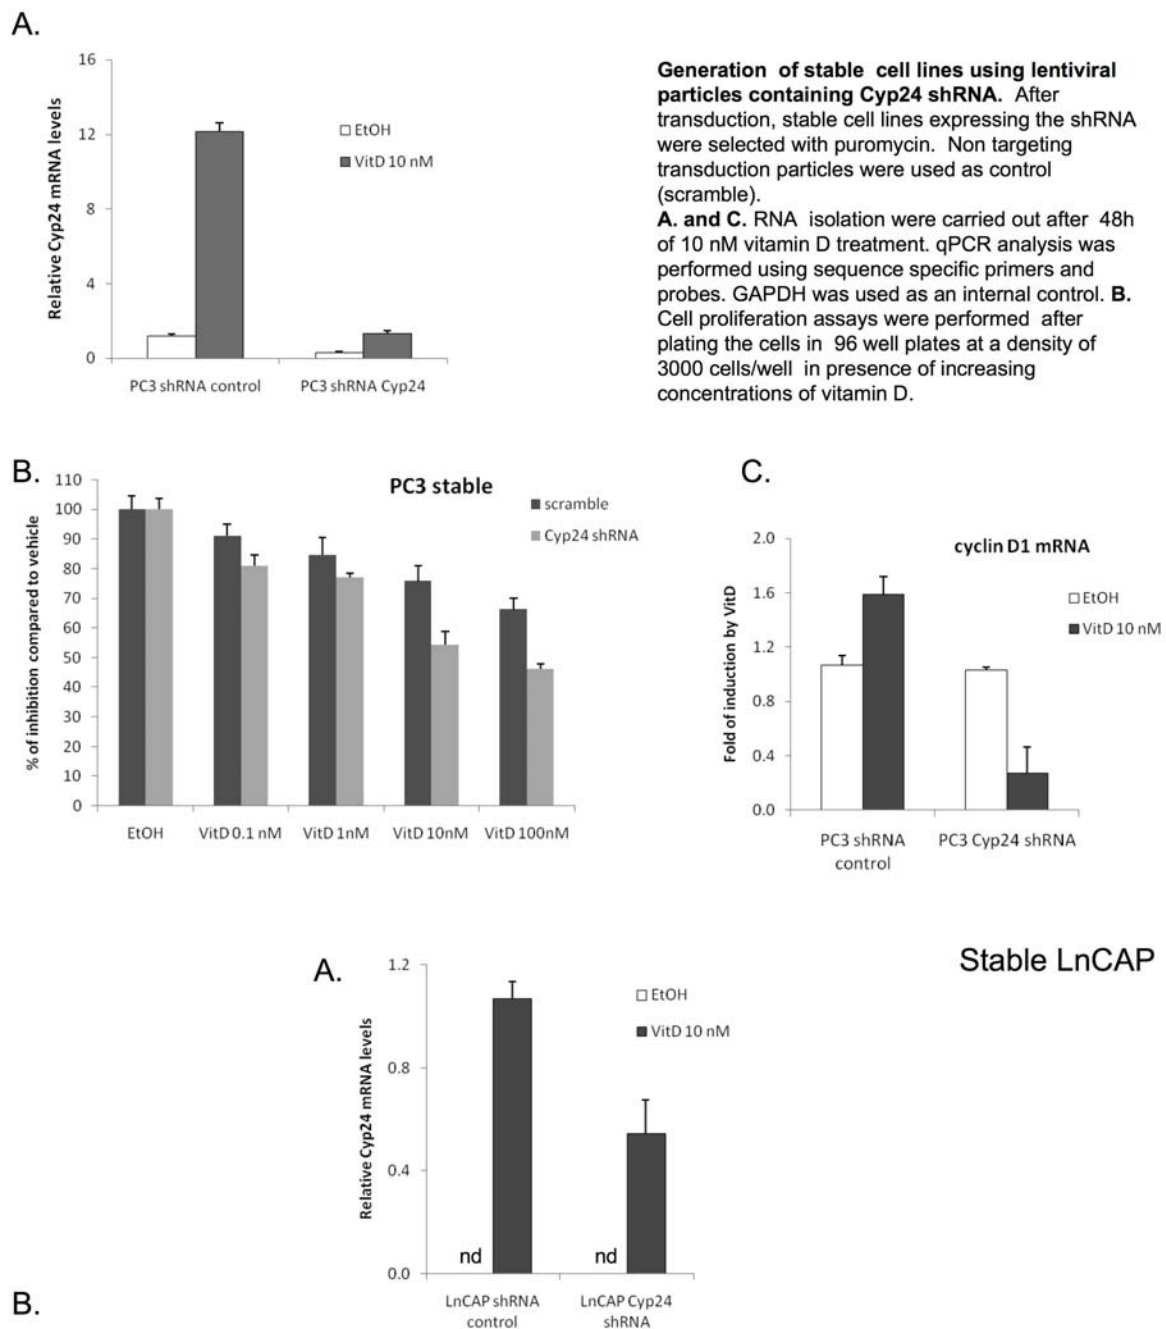 A.
16
12
8
4
0
Relative Cyp24 mRNA levels
EtOH
VitD 10 nM
PC3 shRNA control
PC3 shRNA Cyp24
Generation of stable cell lines using lentiviral
particles containing Cyp24 shRNA. After
transduction, stable cell lines expressing the shRNA
were selected with puromycin. Non targeting
transduction particles were used as control
(scramble).
A. and C. RNA isolation were carried out after 48h
of 10 nM vitamin D treatment. qPCR analysis was
performed using sequence specific primers and
probes. GAPDH was used as an internal control. B.
Cell proliferation assays were performed after
plating the cells in 96 well plates at a density of
3000 cells/well in presence of increasing
concentrations of vitamin D.
B.
110
100
90
80
70
60
50
40
30
20
10
0
% of inhibition compared to vehicle
PC3 stable
scramble
Cyp24 shRNA
EtOH
VitD 0.1 nM
VitD 1nM
VitD 10nM
VitD 100nM
C.
2.0
1.6
1.2
0.8
0.4
0.0
Fold of induction by VitD
cyclin D1 mRNA
EtOH
VitD 10 nM
PC3 shRNA
control
PC3 Cyp24 shRNA
Stable LnCAP
A.
1.2
0.8
0.4
0.0
Relative Cyp24 mRNA levels
EtOH
VitD 10 nM
nd
nd
LnCAP shRNA
control
LnCAP Cyp24
shRNA
B.